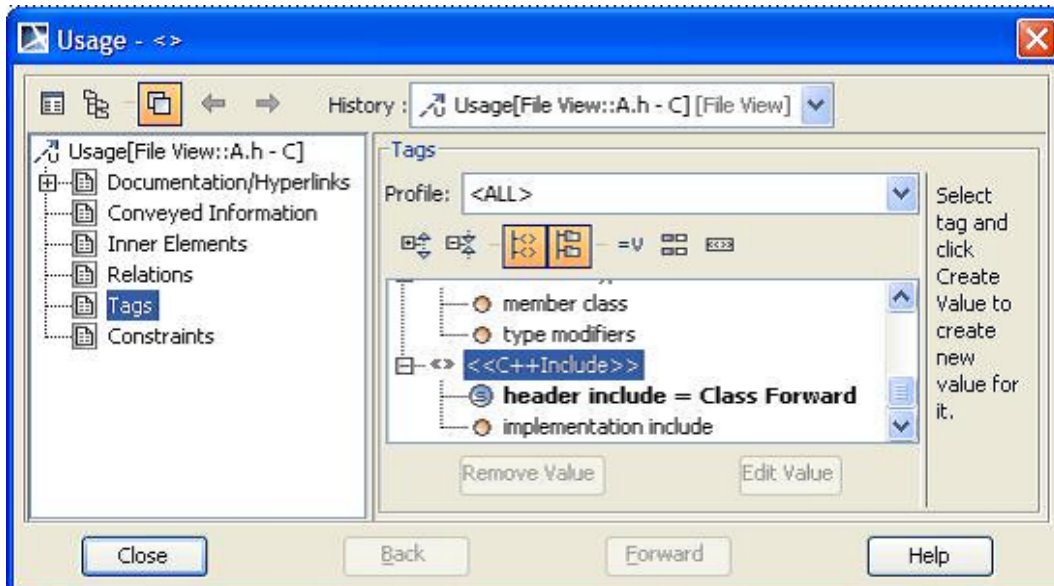 Usage - <>
History : Usage[File View::A.h - C] [File View]
Usage[File View::A.h - C]
Documentation/Hyperlinks
Conveyed Information
Inner Elements
Relations
Tags
Constraints
Tags
Profile: <ALL>
=V
member class
type modifiers
<<C++Include>>
header include = Class Forward
implementation include
Remove Value
Edit Value
Select
tag and
click
Create
Value to
create
new
value for
it.
Close
Back
Forward
Help